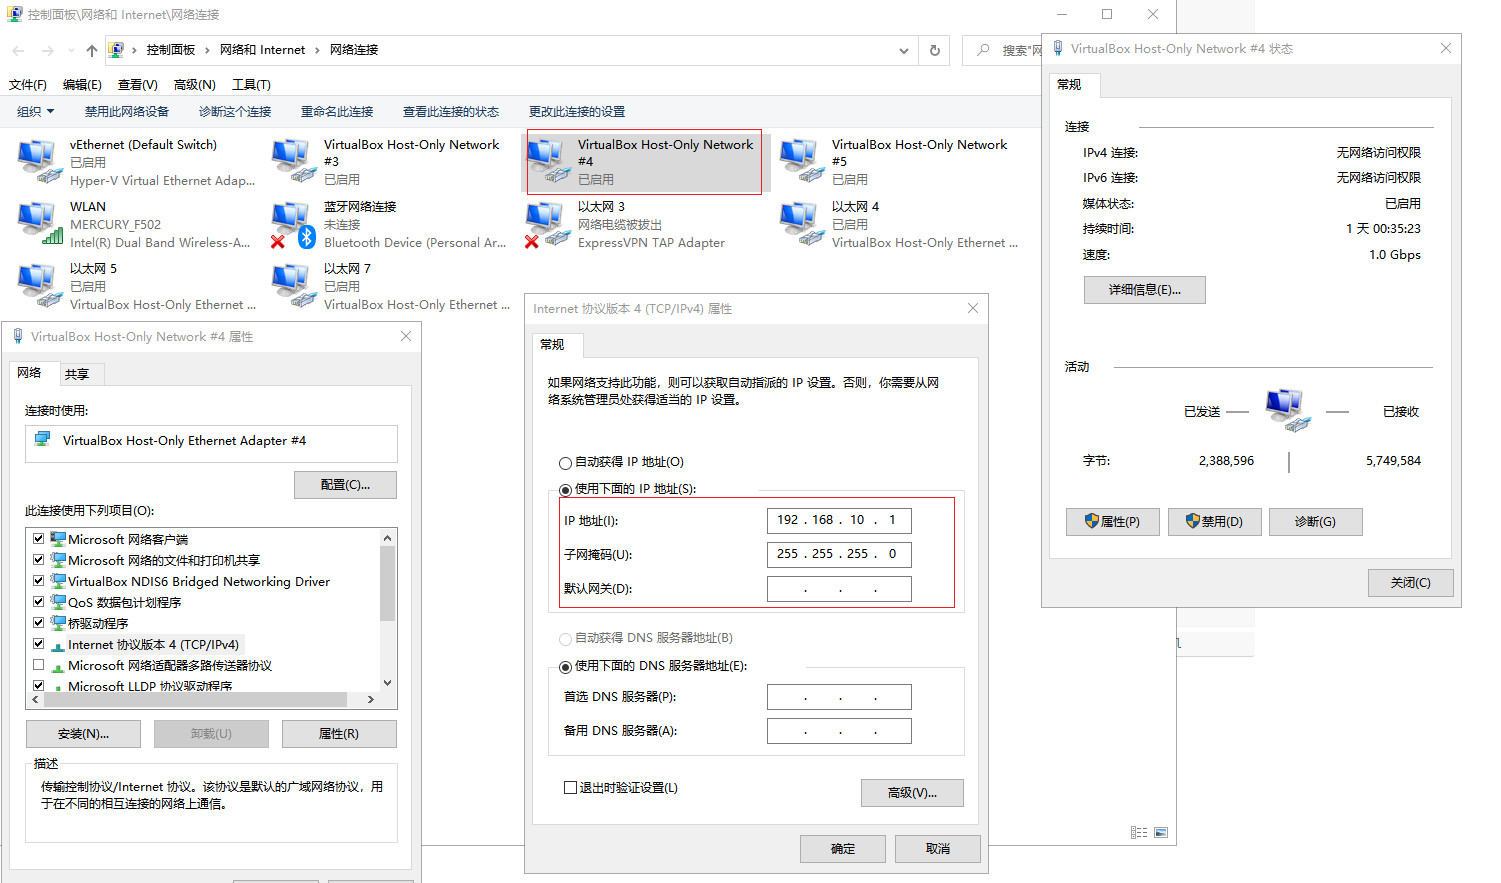 控制面板\网络和 Internet\网络连接
控制面板 › 网络和 Internet › 网络连接
搜索"网
文件(F) 编辑(E) 查看(V) 高级(N) 工具(T)
组织 禁用此网络设备 诊断这个连接 重命名此连接 查看此连接的状态 更改此连接的设置
vEthernet (Default Switch)
已启用
Hyper-V Virtual Ethernet Adap...
VirtualBox Host-Only Network
#3
已启用
VirtualBox Host-Only Network
#4
已启用
VirtualBox Host-Only Network
#5
已启用
WLAN
MERCURY_F502
Intel(R) Dual Band Wireless-A...
蓝牙网络连接
未连接
Bluetooth Device (Personal Ar...
以太网 3
网络电缆被拔出
ExpressVPN TAP Adapter
以太网 4
已启用
VirtualBox Host-Only Ethernet ...
以太网 5
已启用
VirtualBox Host-Only Ethernet ...
以太网 7
已启用
VirtualBox Host-Only Ethernet ...
VirtualBox Host-Only Network #4 状态
常规
连接
IPv4 连接: 无网络访问权限
IPv6 连接: 无网络访问权限
媒体状态: 已启用
持续时间: 1 天 00:35:23
速度: 1.0 Gbps
详细信息(E)...
活动
已发送 已接收
字节: 2,388,596 5,749,584
属性(P) 禁用(D) 诊断(G)
关闭(C)
VirtualBox Host-Only Network #4 属性
网络 共享
连接时使用:
VirtualBox Host-Only Ethernet Adapter #4
配置(C)...
此连接使用下列项目(O):
Microsoft 网络客户端
Microsoft 网络的文件和打印机共享
VirtualBox NDIS6 Bridged Networking Driver
QoS 数据包计划程序
桥驱动程序
Internet 协议版本 4 (TCP/IPv4)
Microsoft 网络适配器多路传送器协议
Microsoft LLDP 协议驱动程序
安装(N)... 卸载(U) 属性(R)
描述
传输控制协议/Internet 协议。该协议是默认的广域网络协议，用
于在不同的相互连接的网络上通信。
Internet 协议版本 4 (TCP/IPv4) 属性
常规
如果网络支持此功能，则可以获取自动指派的 IP 设置。否则，你需要从网
络系统管理员处获得适当的 IP 设置。
自动获得 IP 地址(O)
使用下面的 IP 地址(S):
IP 地址(I): 192 . 168 . 10 . 1
子网掩码(U): 255 . 255 . 255 . 0
默认网关(D): . . .
自动获得 DNS 服务器地址(B)
使用下面的 DNS 服务器地址(E):
首选 DNS 服务器(P): . . .
备用 DNS 服务器(A): . . .
退出时验证设置(L)
高级(V)...
确定 取消